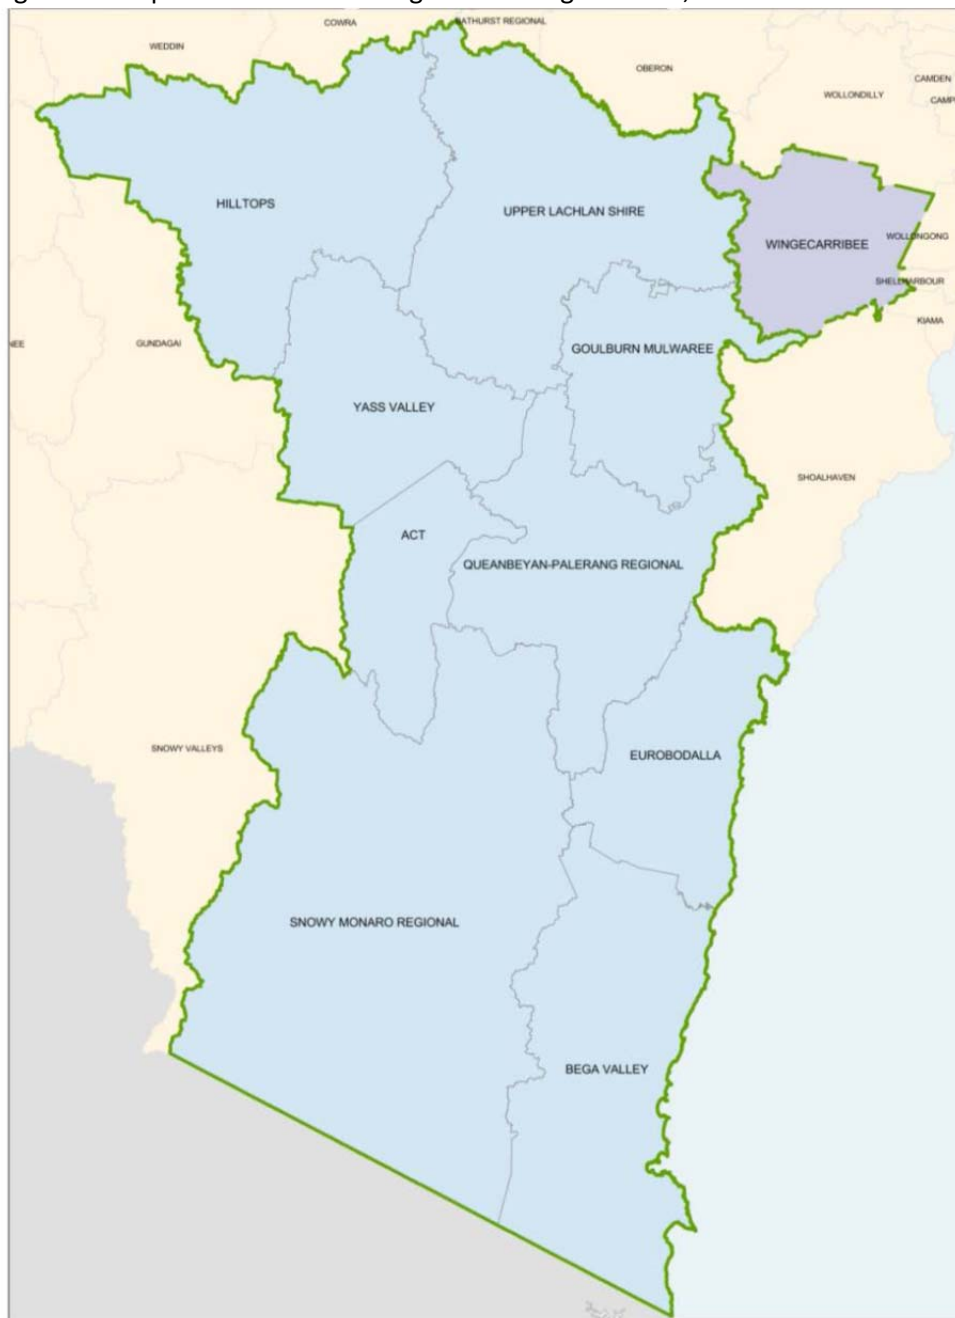 COWRA
BATHURST REGIONAL
WEDDIN
OBERON
CAMDEN
WOLLONDILLY
HILLTOPS
UPPER LACHLAN SHIRE
WOLLONGONG
WINGECARRIBEE
SHELLHARBOUR
KIAMA
GUNDAGAI
GOULBURN MULWAREE
YASS VALLEY
SHOALHAVEN
ACT
QUEANBEYAN-PALERANG REGIONAL
SNOWY VALLEYS
EUROBODALLA
SNOWY MONARO REGIONAL
BEGA VALLEY